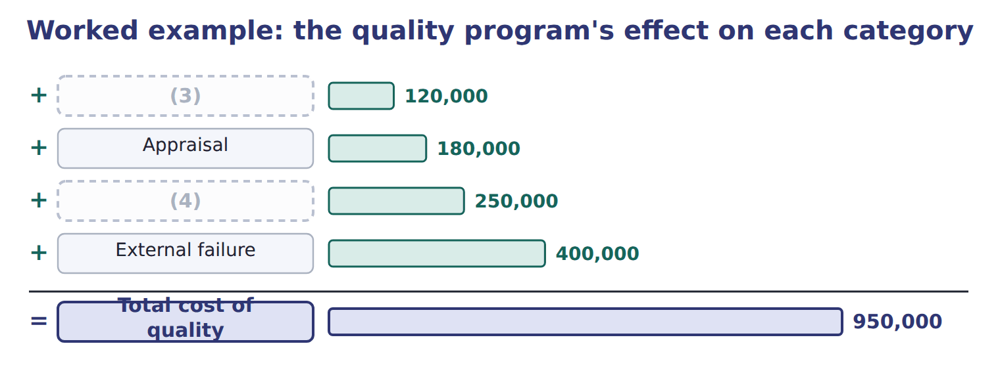 Worked example: the quality program's effect on each category
+ (3) 120,000
+ Appraisal 180,000
+ (4) 250,000
+ External failure 400,000
= Total cost of
quality 950,000